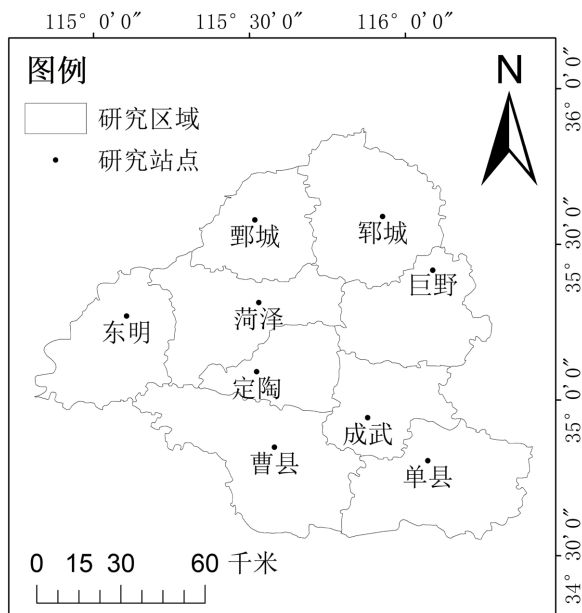 115° 0′0″ 115° 30′0″ 116° 0′0″
图例
N
研究区域
研究站点
36° 0′0″
35° 30′0″
35° 0′0″
34° 30′0″
鄄城
郓城
巨野
菏泽
东明
定陶
成武
曹县
单县
0 15 30 60 千米